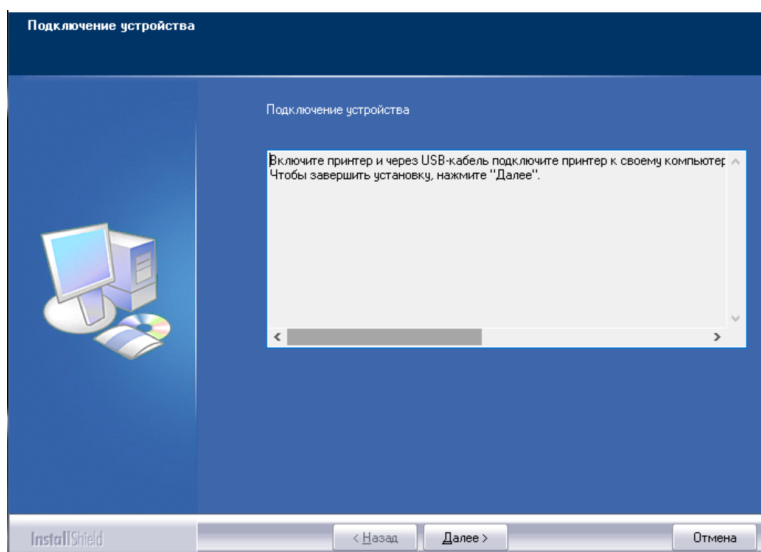 Подключение устройства
Подключение устройства
Включите принтер и через USB-кабель подключите принтер к своему компьютер
Чтобы завершить установку, нажмите "Далее".
InstallShield
< Назад
Далее >
Отмена